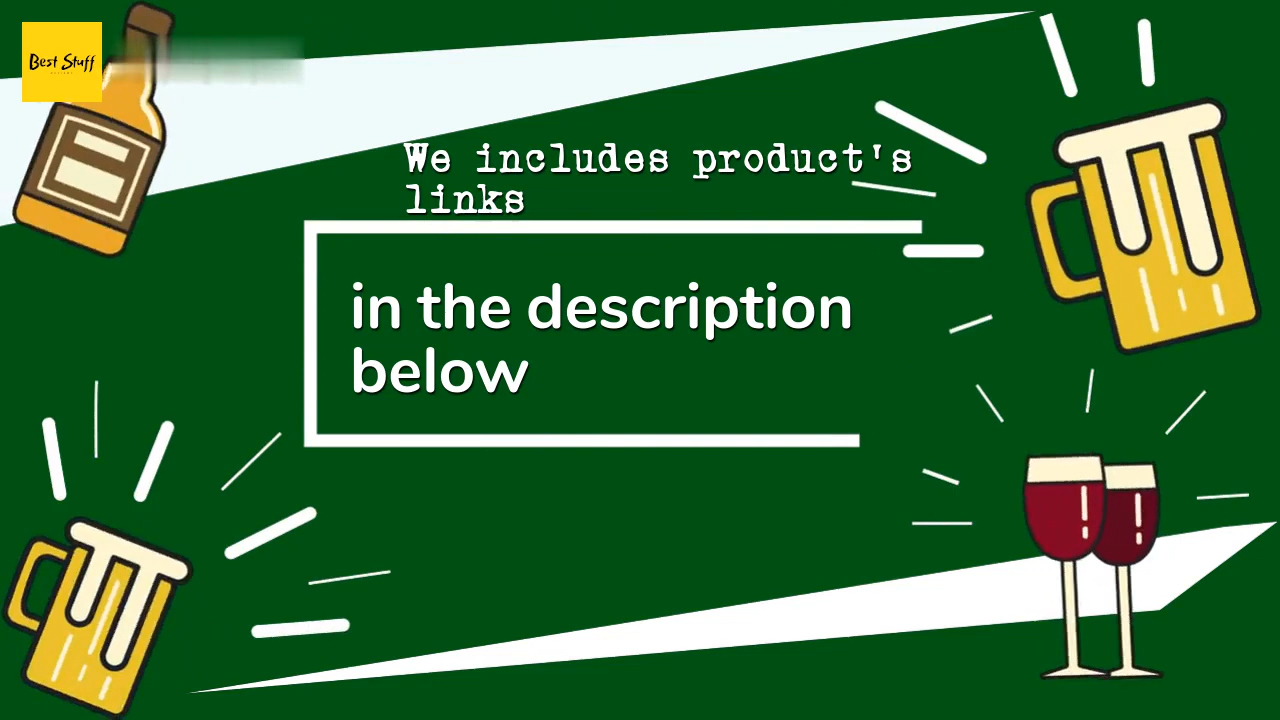 Best Stuff
We includes product's
links
in the description
below